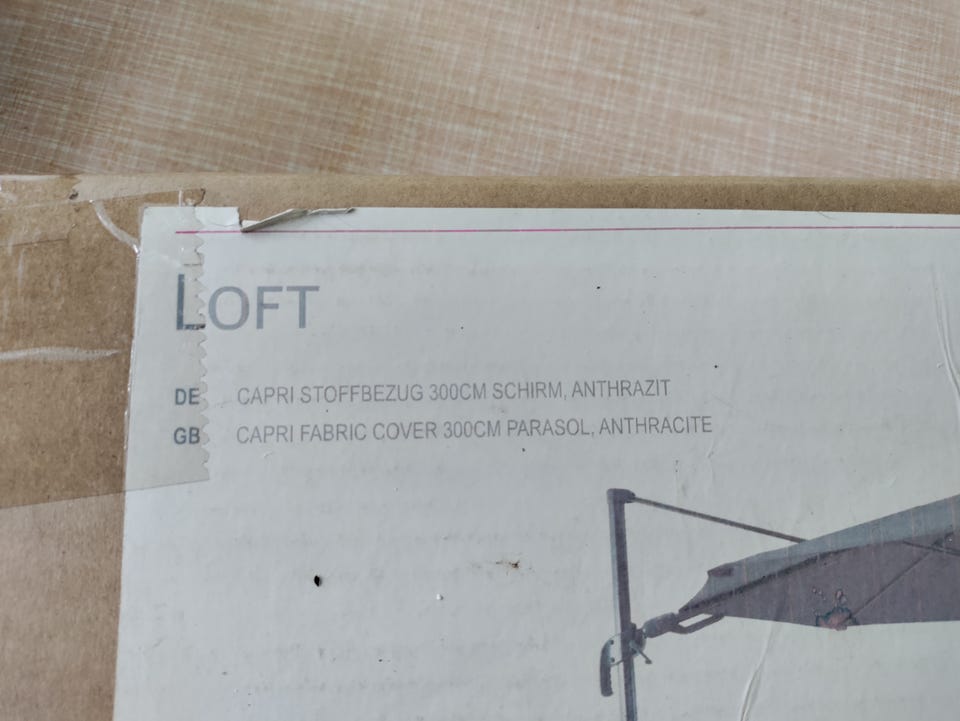 LOFT
DE CAPRI STOFFBEZUG 300CM SCHIRM, ANTHRAZIT
GB CAPRI FABRIC COVER 300CM PARASOL, ANTHRACITE